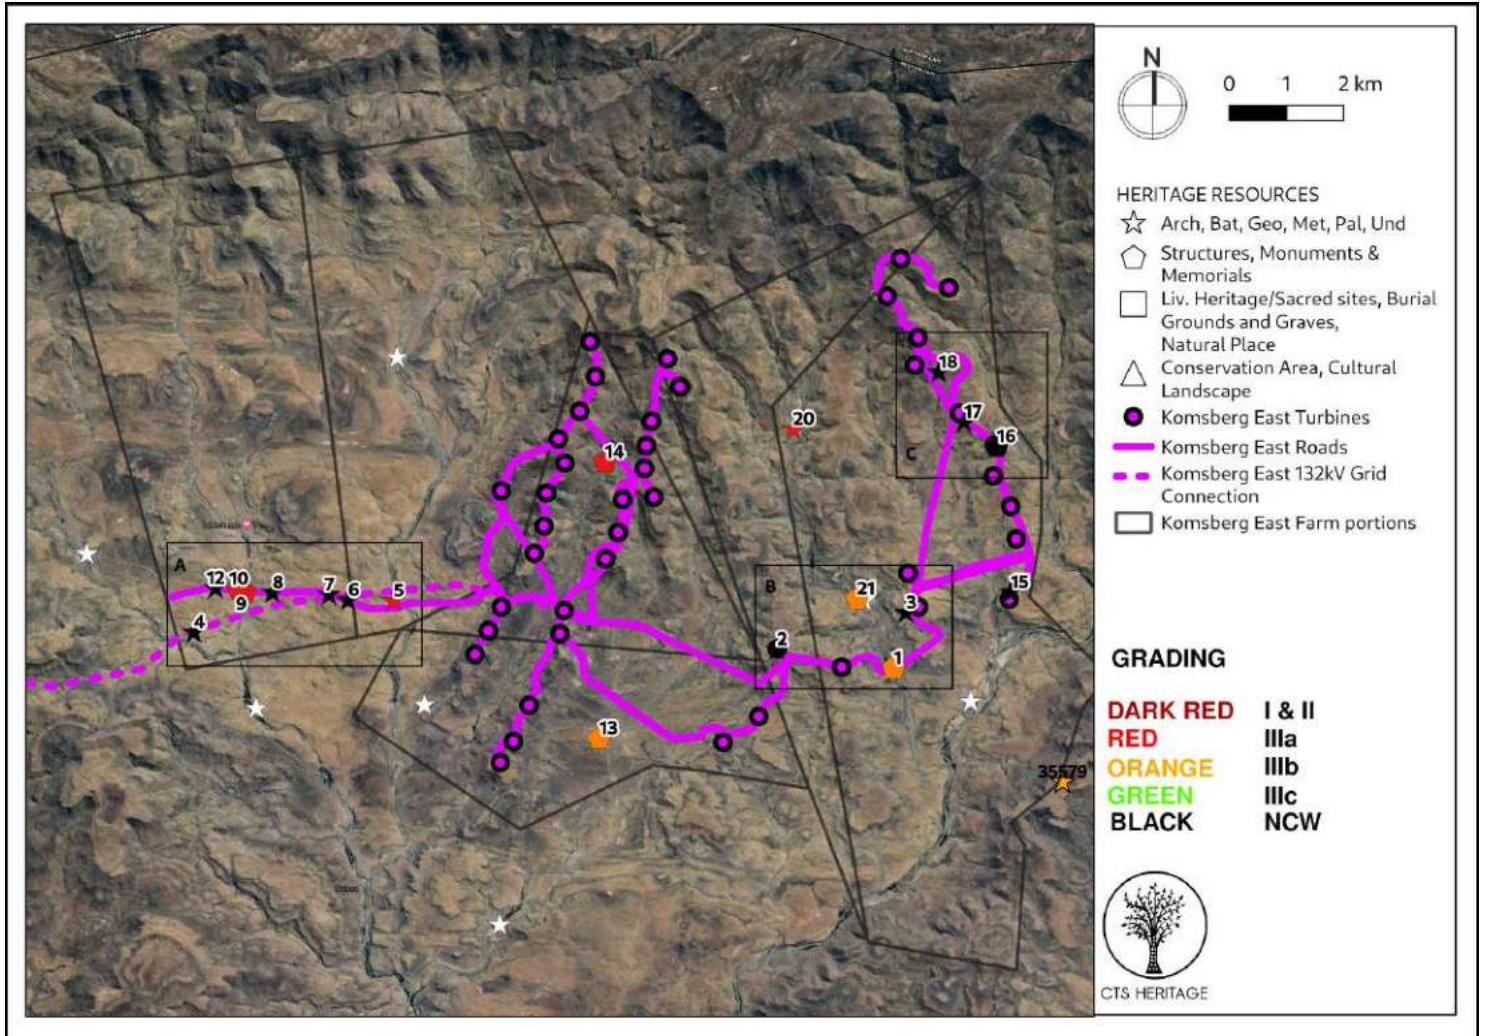 N
0 1 2 km
HERITAGE RESOURCES
Arch, Bat, Geo, Met, Pal, Und
Structures, Monuments &
Memorials
Liv. Heritage/Sacred sites, Burial
Grounds and Graves,
Natural Place
Conservation Area, Cultural
Landscape
Komsberg East Turbines
Komsberg East Roads
Komsberg East 132kV Grid
Connection
Komsberg East Farm portions
GRADING
DARK RED I & II
RED IIIa
ORANGE IIIb
GREEN IIIc
BLACK NCW
CTS HERITAGE
18
17
16
C
20
14
A
12 10 8 7 6 5
9
4
B
21
3
15
2
1
13
35579